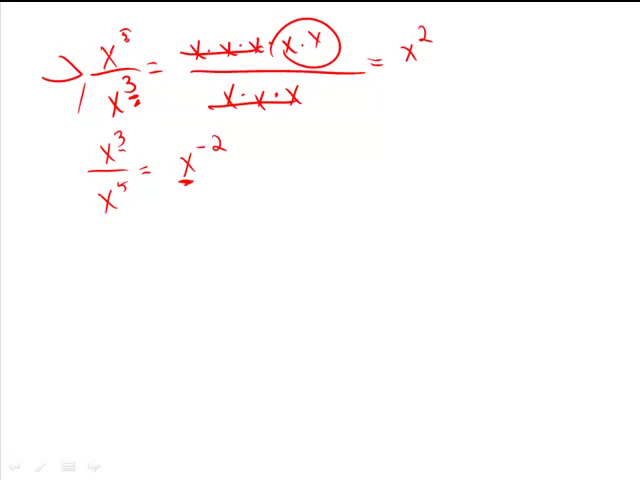 x^5/x^3 = x·x·x·x·x/x·x·x = x^2
x^3/x^5 = x^-2